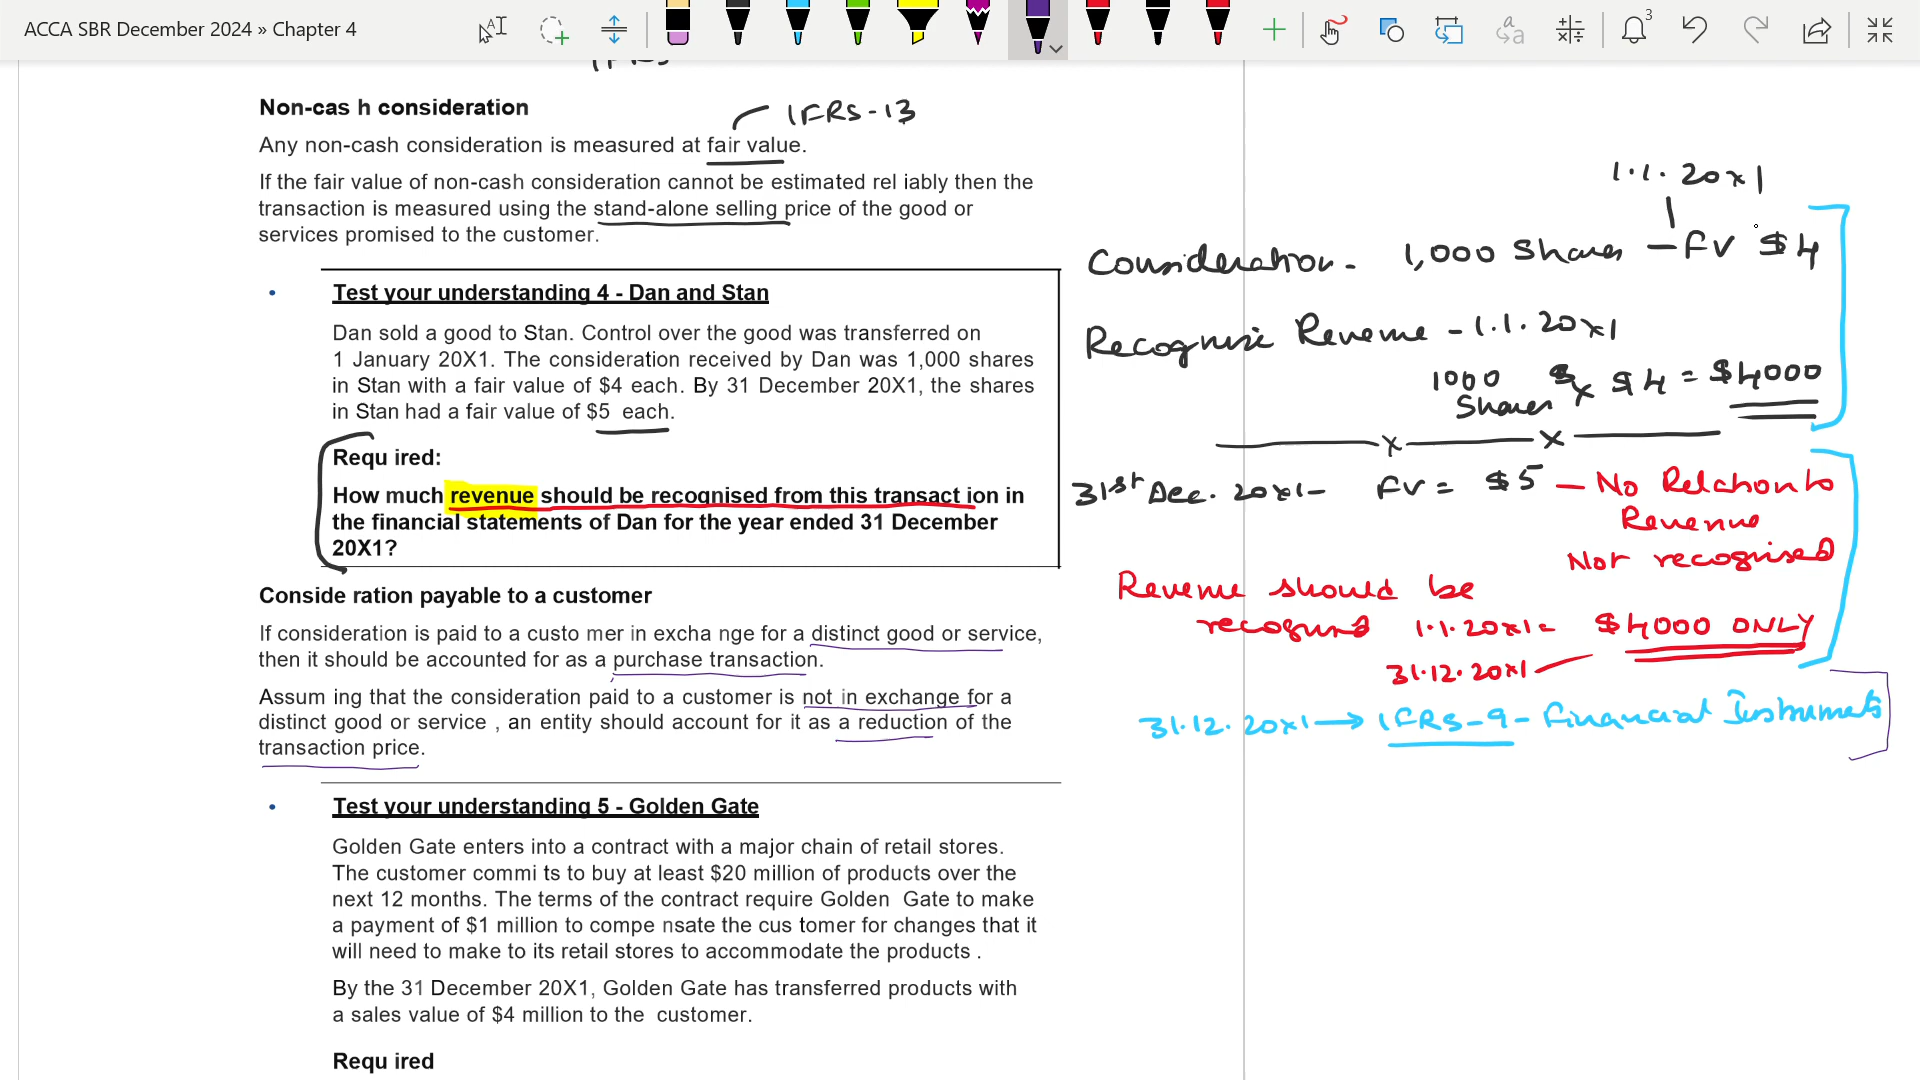 ACCA SBR December 2024 » Chapter 4
3
Non-cas h consideration
IFRS-13
Any non-cash consideration is measured at fair value.
If the fair value of non-cash consideration cannot be estimated rel iably then the
transaction is measured using the stand-alone selling price of the good or
services promised to the customer.
Test your understanding 4 - Dan and Stan
Dan sold a good to Stan. Control over the good was transferred on
1 January 20X1. The consideration received by Dan was 1,000 shares
in Stan with a fair value of $4 each. By 31 December 20X1, the shares
in Stan had a fair value of $5 each.
Requ ired:
How much revenue should be recognised from this transact ion in
the financial statements of Dan for the year ended 31 December
20X1?
Conside ration payable to a customer
If consideration is paid to a custo mer in excha nge for a distinct good or service,
then it should be accounted for as a purchase transaction.
Assum ing that the consideration paid to a customer is not in exchange for a
distinct good or service , an entity should account for it as a reduction of the
transaction price.
Test your understanding 5 - Golden Gate
Golden Gate enters into a contract with a major chain of retail stores.
The customer commi ts to buy at least $20 million of products over the
next 12 months. The terms of the contract require Golden Gate to make
a payment of $1 million to compe nsate the cus tomer for changes that it
will need to make to its retail stores to accommodate the products .
By the 31 December 20X1, Golden Gate has transferred products with
a sales value of $4 million to the customer.
Requ ired
1.1.20x1
Consideration - 1,000 Shares - FV $4
Recognise Revenue - 1.1.20x1
1000 $ x $4 = $4000
Shares
31st Dec. 20x1 - FV = $5 - No Relation to
Revenue
Not recognised
Revenue should be
recognised 1.1.20x1 = $4000 ONLY
31.12.20x1
31.12.20x1 → IFRS-9 - Financial Instruments